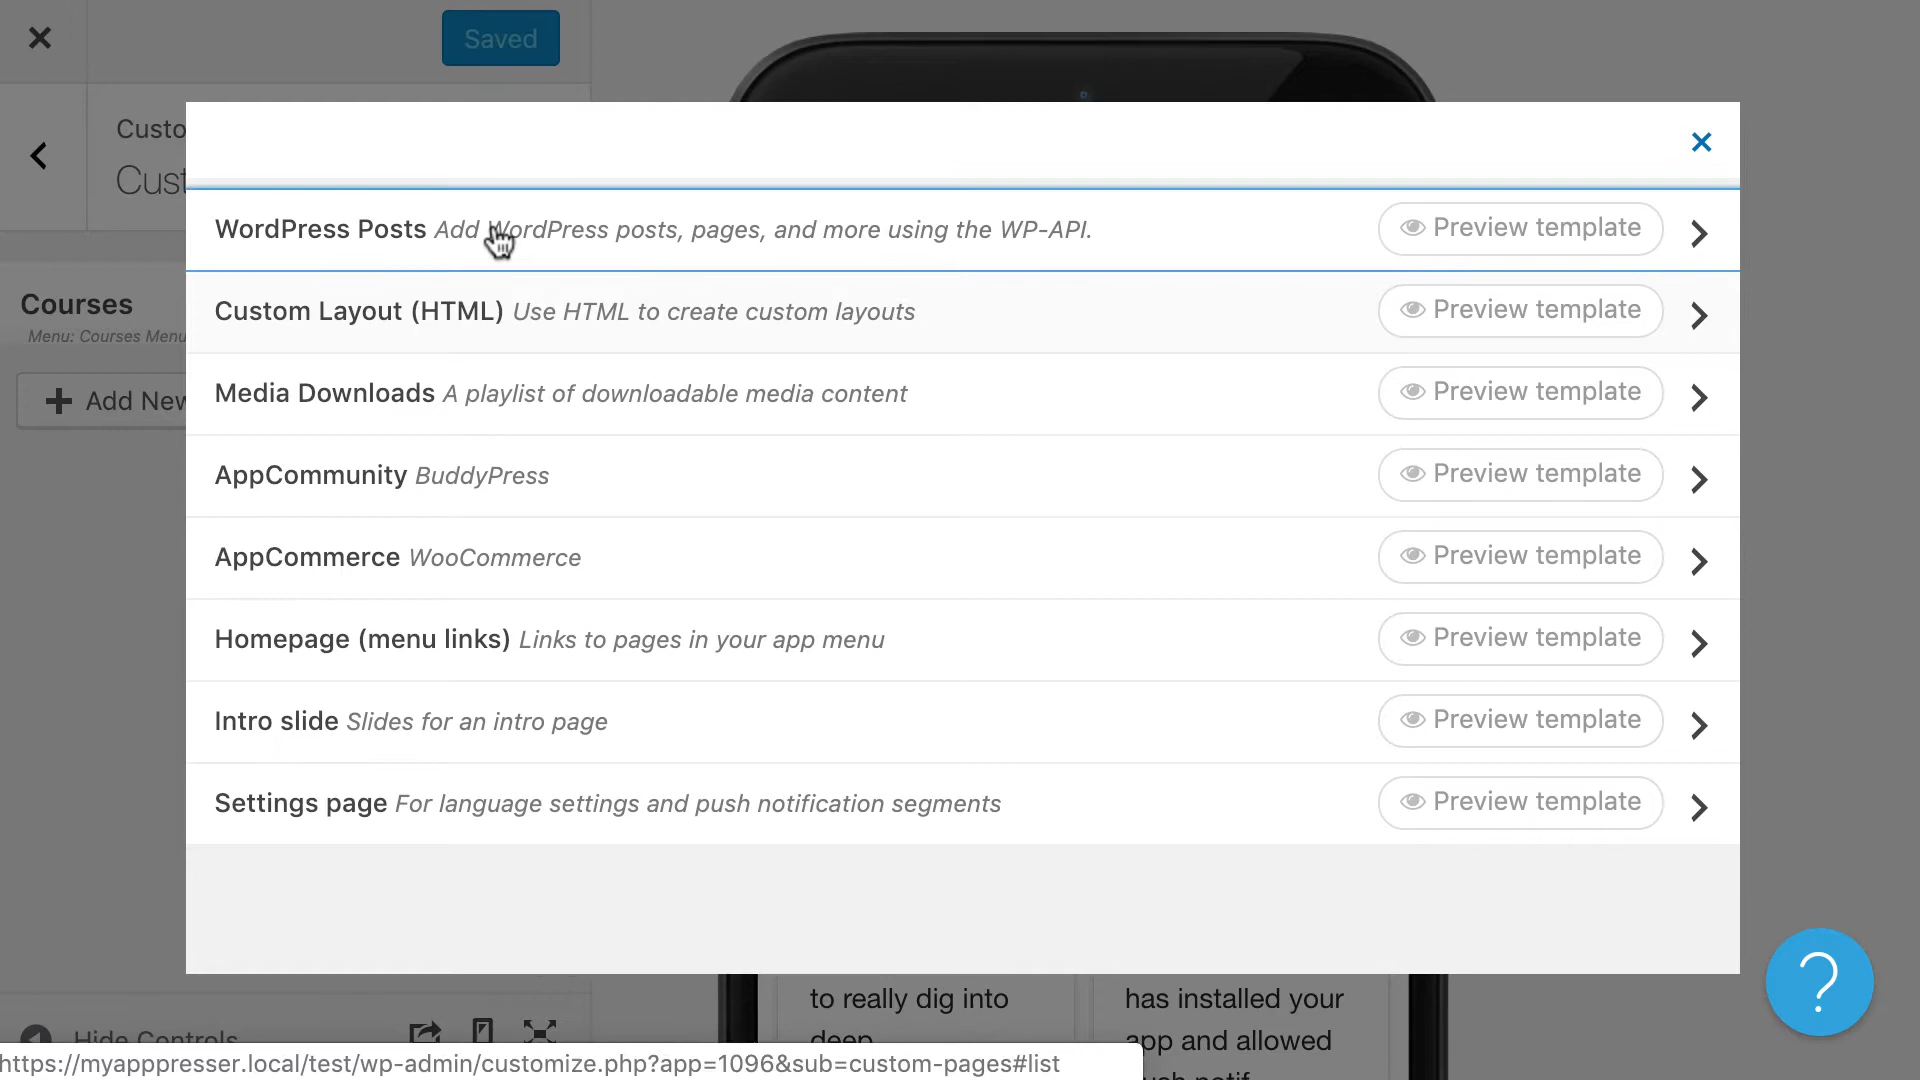 Saved
Custo
Cust
WordPress Posts Add WordPress posts, pages, and more using the WP-API.
Preview template
Courses
Menu: Courses Menu
Custom Layout (HTML) Use HTML to create custom layouts
Preview template
Add New
Media Downloads A playlist of downloadable media content
Preview template
AppCommunity BuddyPress
Preview template
AppCommerce WooCommerce
Preview template
Homepage (menu links) Links to pages in your app menu
Preview template
Intro slide Slides for an intro page
Preview template
Settings page For language settings and push notification segments
Preview template
?
to really dig into
deep
has installed your
app and allowed
Hide Controls
https://myapppresser.local/test/wp-admin/customize.php?app=1096&sub=custom-pages#list